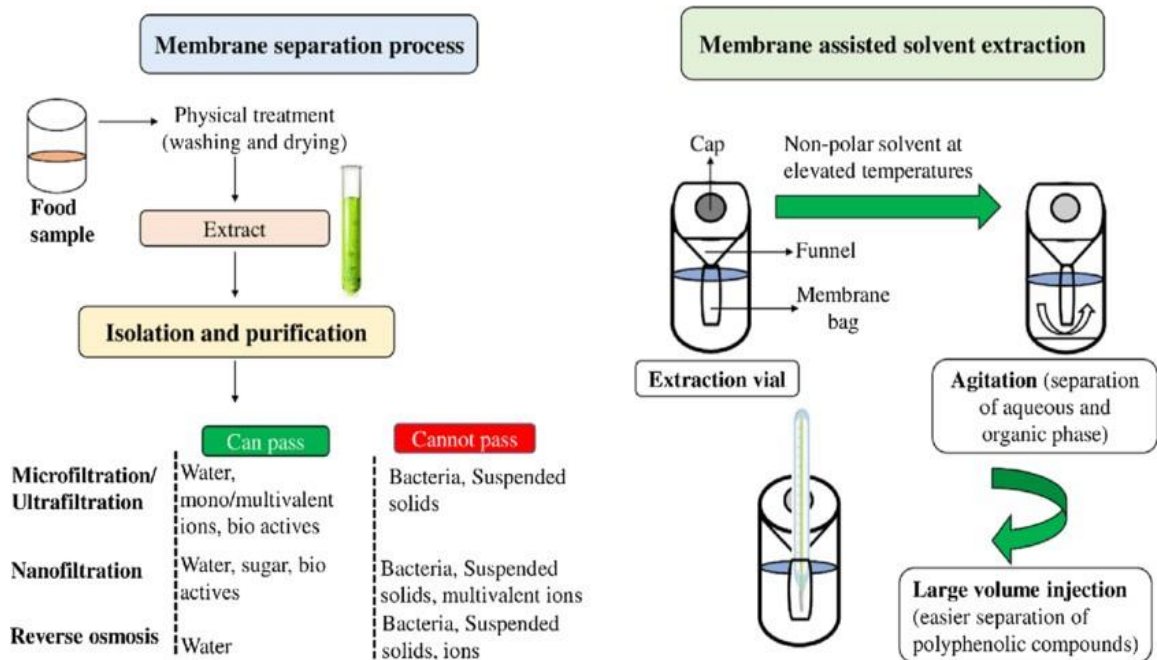 Membrane separation process
Physical treatment
(washing and drying)
Food
sample
Extract
Isolation and purification
Can pass
Cannot pass
Microfiltration/
Ultrafiltration
Water,
mono/multivalent
ions, bio actives
Bacteria, Suspended
solids
Nanofiltration
Water, sugar, bio
actives
Bacteria, Suspended
solids, multivalent ions
Reverse osmosis
Water
Bacteria, Suspended
solids, ions
Membrane assisted solvent extraction
Cap
Non-polar solvent at
elevated temperatures
Funnel
Membrane
bag
Extraction vial
Agitation (separation
of aqueous and
organic phase)
Large volume injection
(easier separation of
polyphenolic compounds)